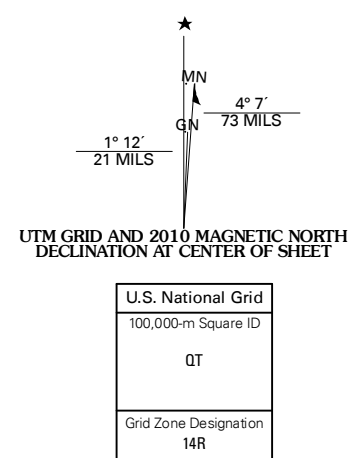 MN
4° 7´
73 MILS
GN
1° 12´
21 MILS
UTM GRID AND 2010 MAGNETIC NORTH
DECLINATION AT CENTER OF SHEET
U.S. National Grid
100,000-m Square ID
QT
Grid Zone Designation
14R